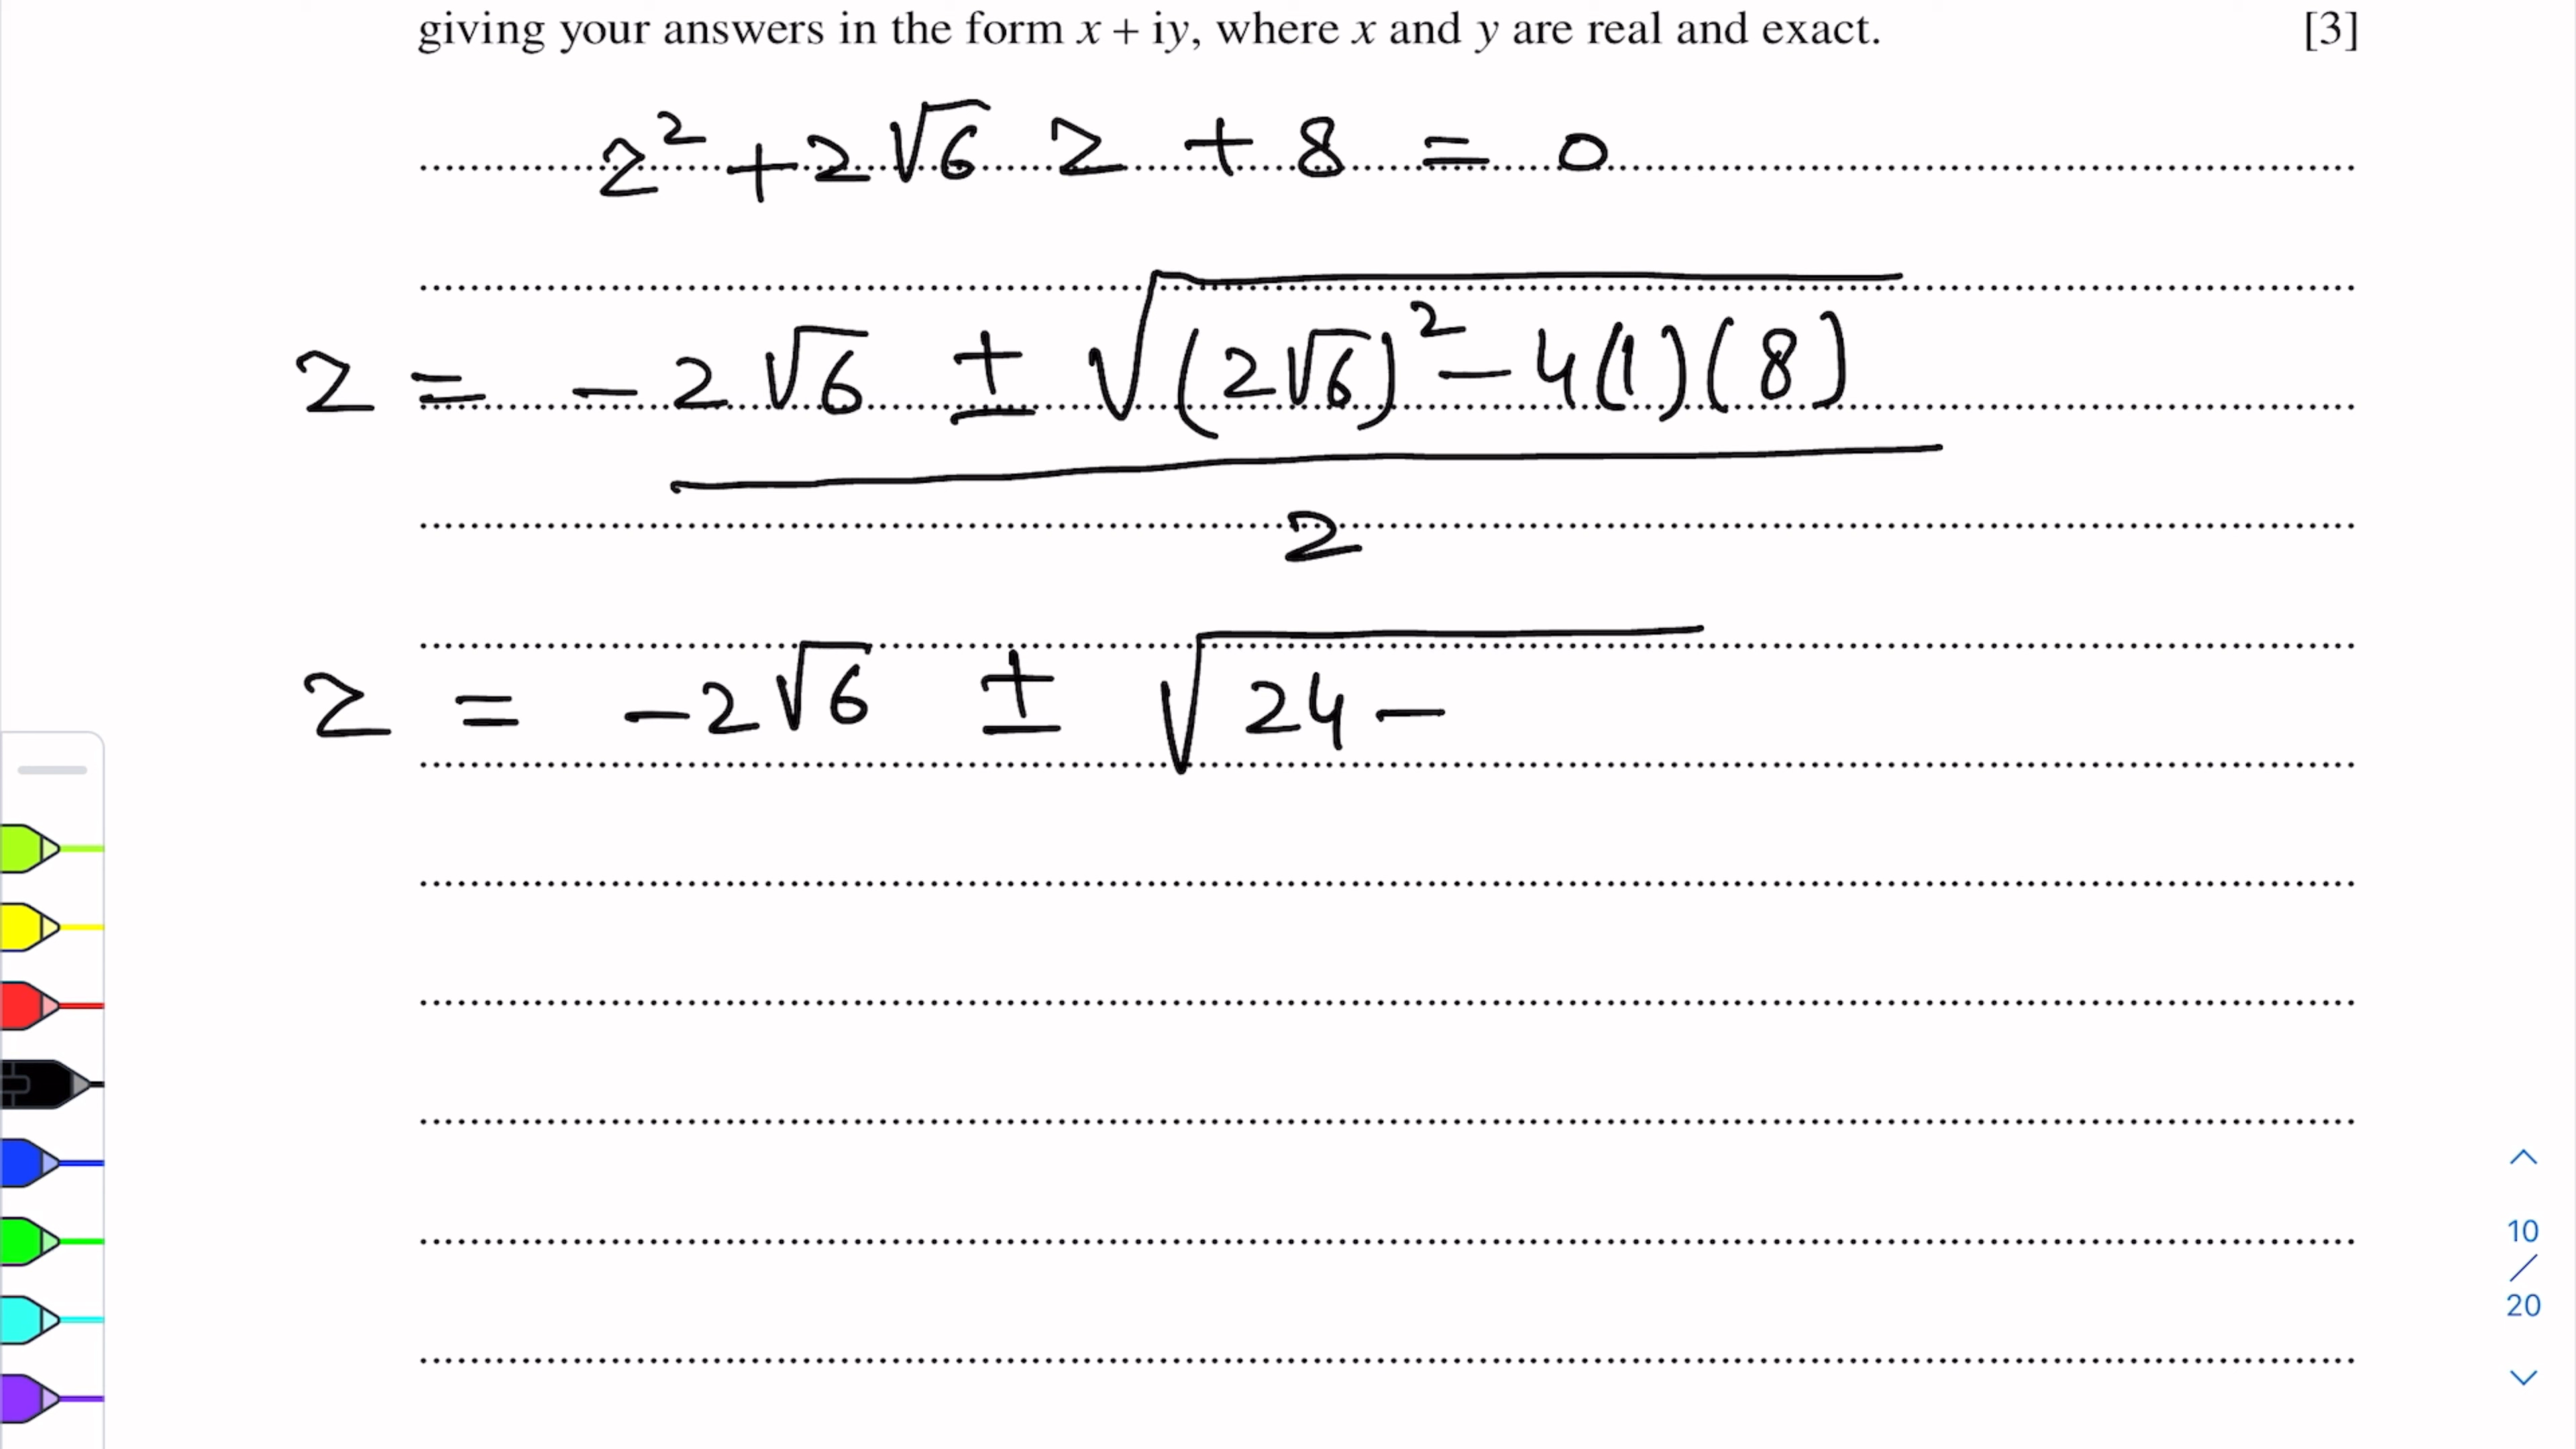 giving your answers in the form x + iy, where x and y are real and exact. [3]
z² + 2√6 z + 8 = 0
z = −2√6 ± √(2√6)² − 4(1)(8)
2
z = −2√6 ± √24 −
10
/
20